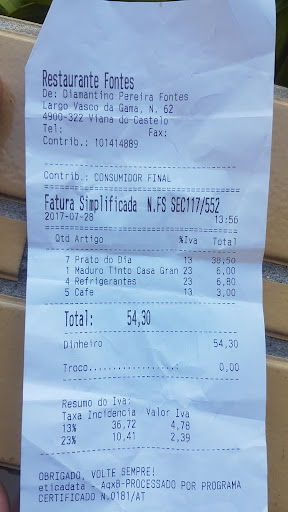 Restaurante Fontes
De: Diamantino Pereira Fontes
Largo Vasco da Gama, N. 62
4900-322 Viana do Castelo
Tel: Fax:
Contrib.: 101414889
Contrib.: CONSUMIDOR FINAL
Fatura Simplificada N.FS SEC117/552
2017-07-28 13:56
Qtd Artigo %Iva Total
7 Prato do Dia 13 38,50
1 Maduro Tinto Casa Gran 23 6,00
4 Refrigerantes 23 6,80
5 Cafe 13 3,00
Total: 54,30
Dinheiro 54,30
Troco.................: 0,00
Resumo do Iva:
Taxa Incidencia Valor Iva
13% 36,72 4,78
23% 10,41 2,39
OBRIGADO, VOLTE SEMPRE!
eticadata - AqxB-PROCESSADO POR PROGRAMA
CERTIFICADO N.0181/AT